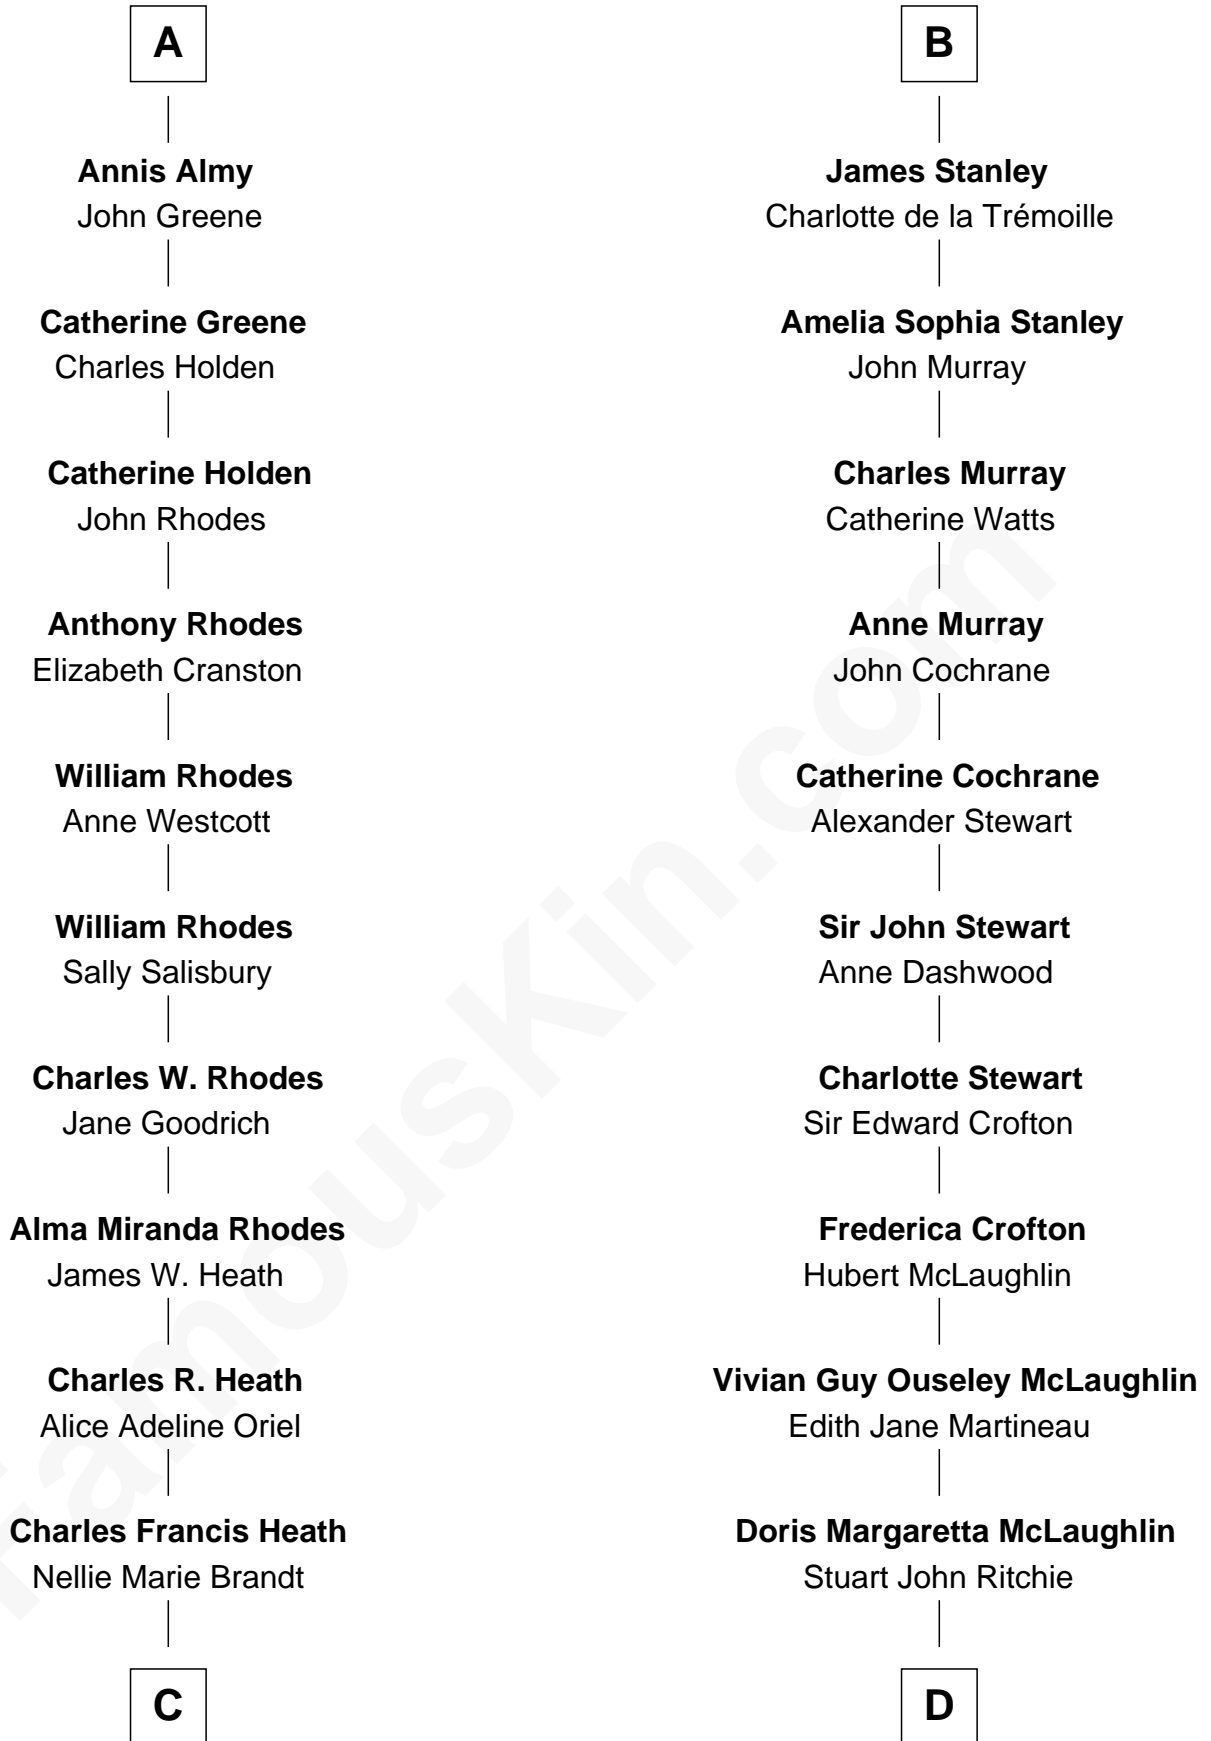 A
Annis Almy
John Greene
Catherine Greene
Charles Holden
Catherine Holden
John Rhodes
Anthony Rhodes
Elizabeth Cranston
William Rhodes
Anne Westcott
William Rhodes
Sally Salisbury
Charles W. Rhodes
Jane Goodrich
Alma Miranda Rhodes
James W. Heath
Charles R. Heath
Alice Adeline Oriel
Charles Francis Heath
Nellie Marie Brandt
C
B
James Stanley
Charlotte de la Trémoille
Amelia Sophia Stanley
John Murray
Charles Murray
Catherine Watts
Anne Murray
John Cochrane
Catherine Cochrane
Alexander Stewart
Sir John Stewart
Anne Dashwood
Charlotte Stewart
Sir Edward Crofton
Frederica Crofton
Hubert McLaughlin
Vivian Guy Ouseley McLaughlin
Edith Jane Martineau
Doris Margaretta McLaughlin
Stuart John Ritchie
D
FamousKin.com